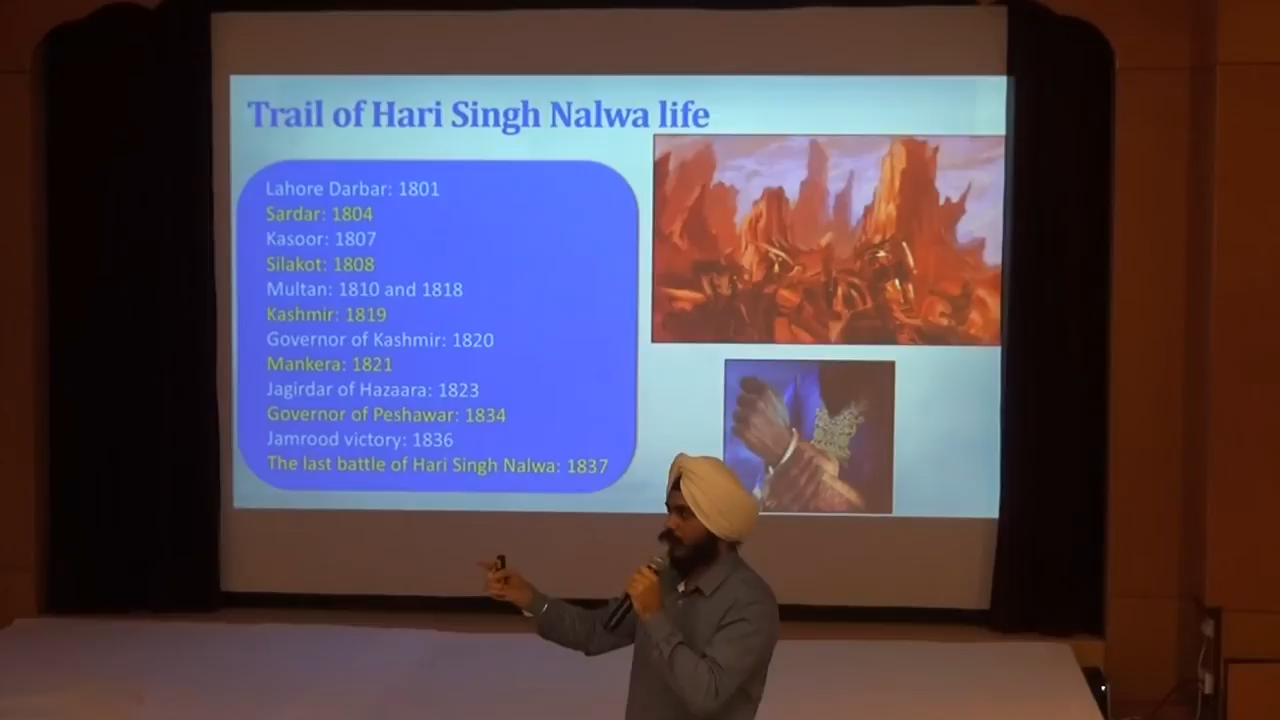 Trail of Hari Singh Nalwa life
Lahore Darbar: 1801
Sardar: 1804
Kasoor: 1807
Silakot: 1808
Multan: 1810 and 1818
Kashmir: 1819
Governor of Kashmir: 1820
Mankera: 1821
Jagirdar of Hazaara: 1823
Governor of Peshawar: 1834
Jamrood victory: 1836
The last battle of Hari Singh Nalwa: 1837